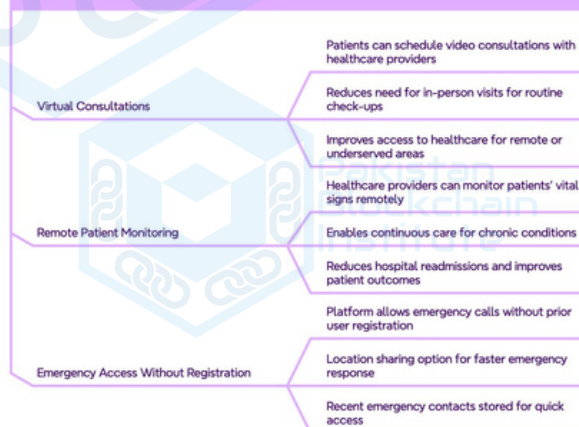 Patients can schedule video consultations with
healthcare providers
Virtual Consultations
Reduces need for in-person visits for routine
check-ups
Improves access to healthcare for remote or
underserved areas
Healthcare providers can monitor patients' vital
signs remotely
Remote Patient Monitoring
Enables continuous care for chronic conditions
Reduces hospital readmissions and improves
patient outcomes
Platform allows emergency calls without prior
user registration
Emergency Access Without Registration
Location sharing option for faster emergency
response
Recent emergency contacts stored for quick
access
Pakistan
Blockchain
Institute